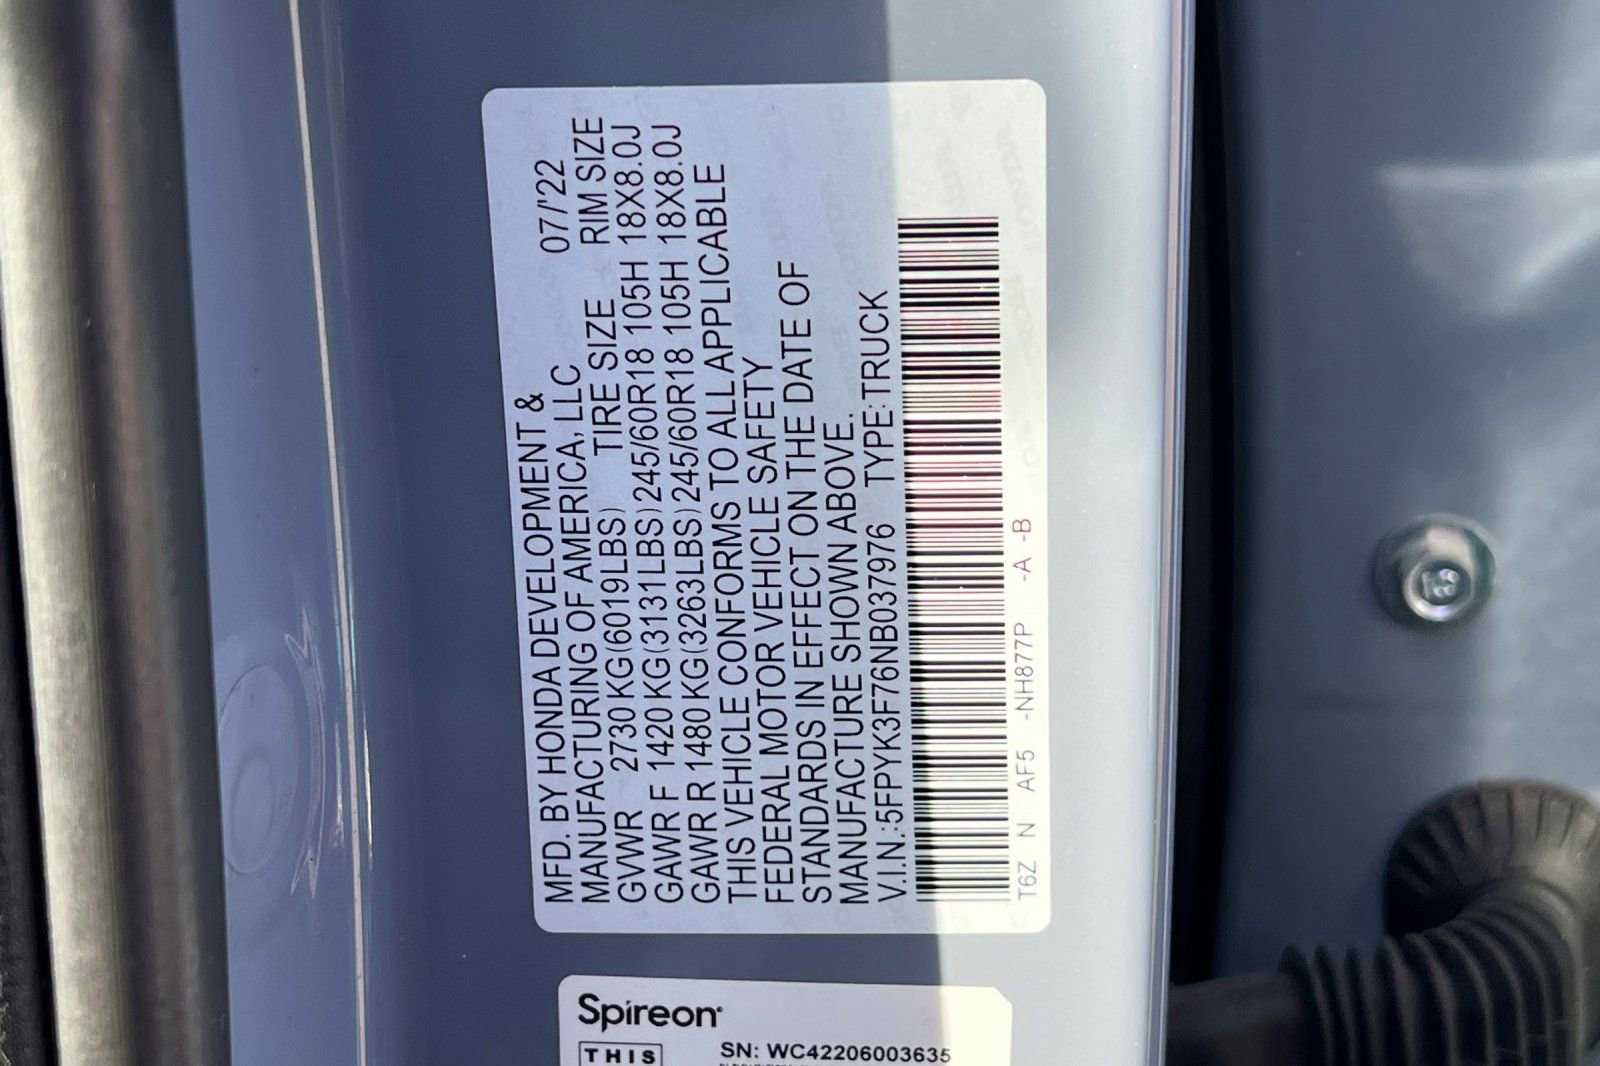 MFD. BY HONDA DEVELOPMENT &
MANUFACTURING OF AMERICA, LLC 07/'22
GVWR 2730 KG(6019LBS) TIRE SIZE RIM SIZE
GAWR F 1420 KG(3131LBS) 245/60R18 105H 18X8.0J
GAWR R 1480 KG(3263LBS) 245/60R18 105H 18X8.0J
THIS VEHICLE CONFORMS TO ALL APPLICABLE
FEDERAL MOTOR VEHICLE SAFETY
STANDARDS IN EFFECT ON THE DATE OF
MANUFACTURE SHOWN ABOVE.
V.I.N.:5FPYK3F76NB037976 TYPE:TRUCK
T6Z N AF5 -NH877P -A -B
Spireon
THIS
SN: WC42206003635